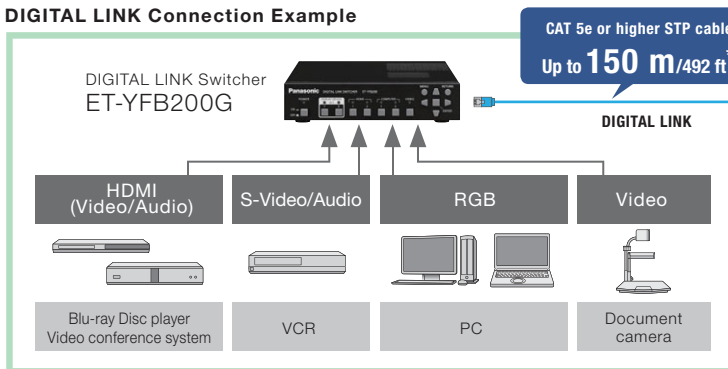 DIGITAL LINK Connection Example
CAT 5e or higher STP cable
Up to 150 m/492 ft
DIGITAL LINK Switcher
ET-YFB200G
Panasonic
DIGITAL LINK
HDMI
(Video/Audio)
S-Video/Audio
RGB
Video
Blu-ray Disc player
Video conference system
VCR
PC
Document
camera